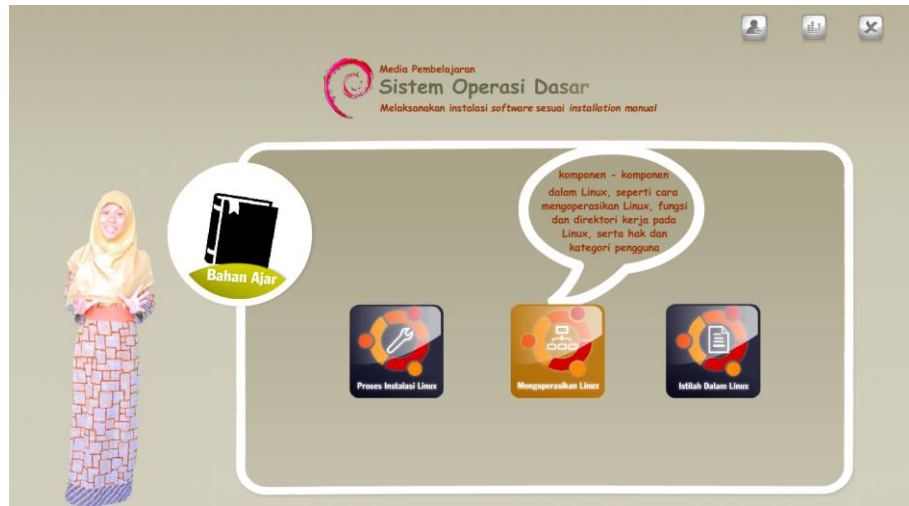 Media Pembelajaran
Sistem Operasi Dasar
Melaksanakan instalasi software sesuai installation manual
komponen - komponen
dalam Linux, seperti cara
mengoperasikan Linux, fungsi
dan direktori kerja pada
Linux, serta hak dan
kategori pengguna
Bahan Ajar
Proses Instalasi Linux
Mengoperasikan Linux
Istilah Dalam Linux